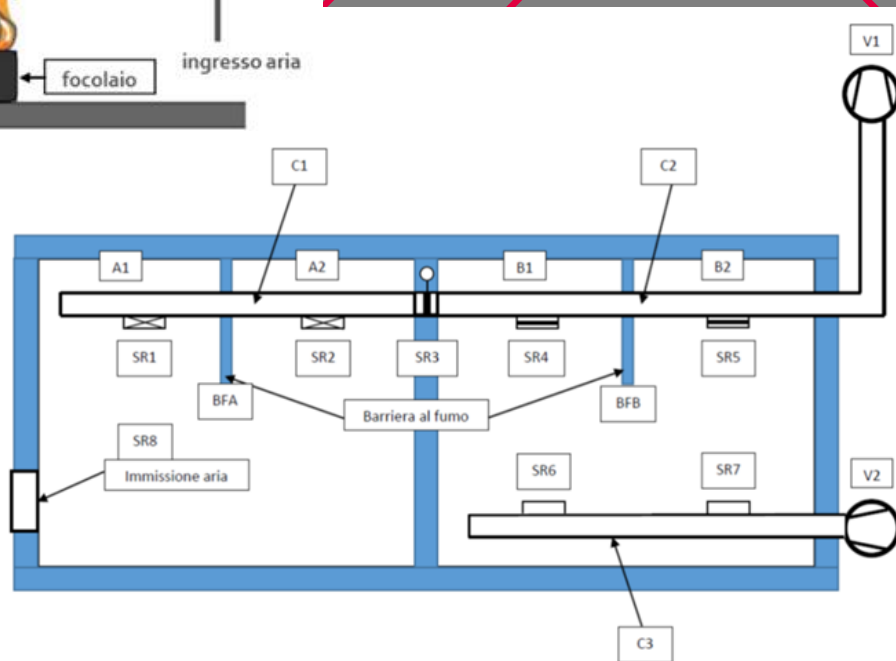 ingresso aria
focolaio
V1
C1
C2
A1
A2
B1
B2
SR1
SR2
SR3
SR4
SR5
BFA
Barriera al fumo
BFB
SR8
Immissione aria
SR6
SR7
V2
C3